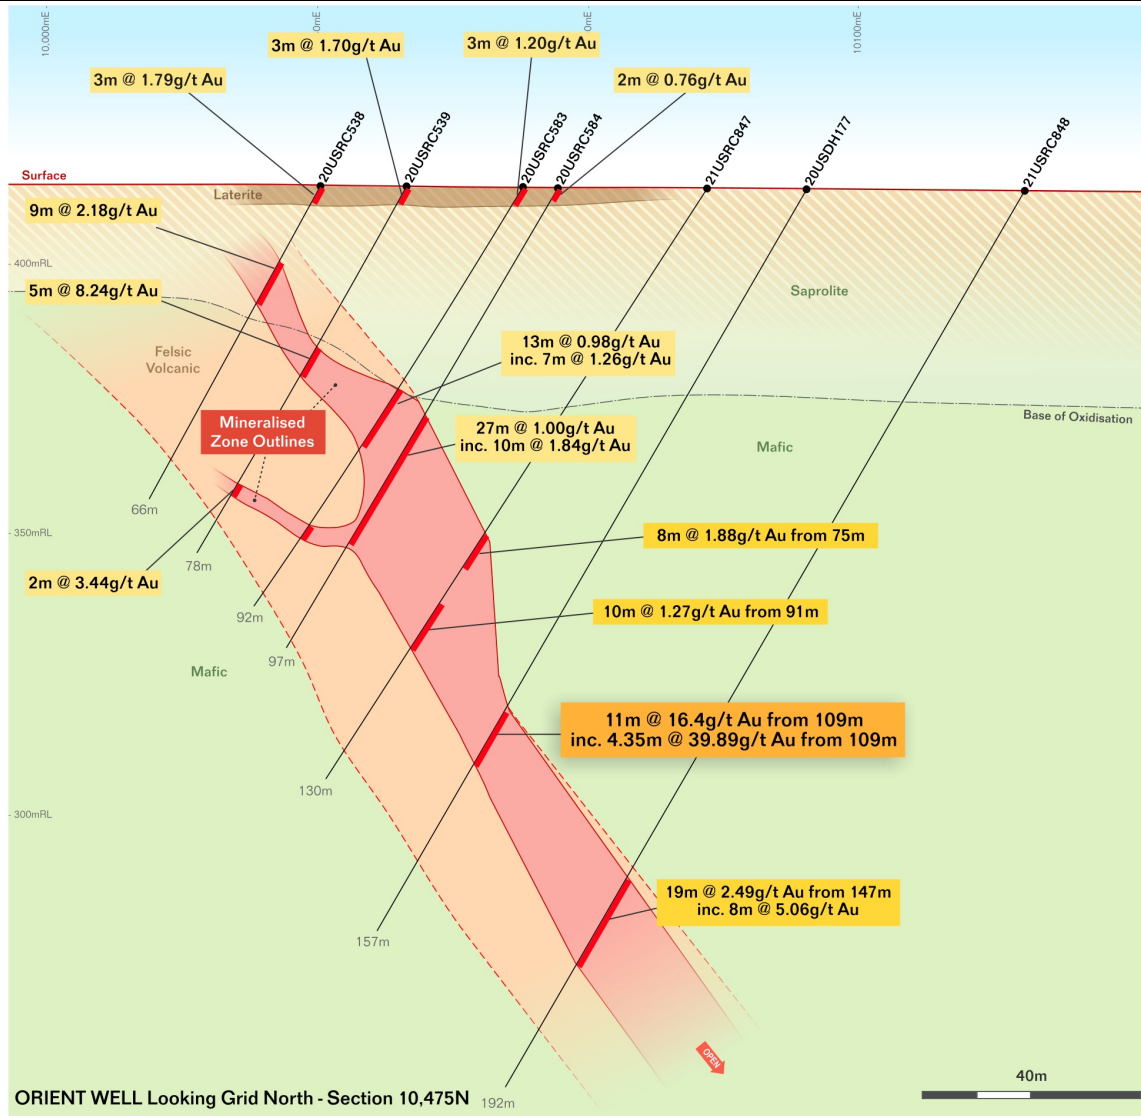 10,000mE
0mE
0mE
10100mE
3m @ 1.70g/t Au
3m @ 1.20g/t Au
3m @ 1.79g/t Au
2m @ 0.76g/t Au
20USRC538
20USRC539
20USRC583
20USRC584
21USRC847
20USDH177
21USRC848
Surface
Laterite
9m @ 2.18g/t Au
400mRL
5m @ 8.24g/t Au
Saprolite
Felsic
Volcanic
13m @ 0.98g/t Au
inc. 7m @ 1.26g/t Au
Base of Oxidisation
Mineralised
Zone Outlines
27m @ 1.00g/t Au
inc. 10m @ 1.84g/t Au
Mafic
66m
350mRL
8m @ 1.88g/t Au from 75m
78m
2m @ 3.44g/t Au
92m
10m @ 1.27g/t Au from 91m
97m
Mafic
11m @ 16.4g/t Au from 109m
inc. 4.35m @ 39.89g/t Au from 109m
130m
300mRL
19m @ 2.49g/t Au from 147m
inc. 8m @ 5.06g/t Au
157m
OPEN
40m
ORIENT WELL Looking Grid North - Section 10,475N
192m